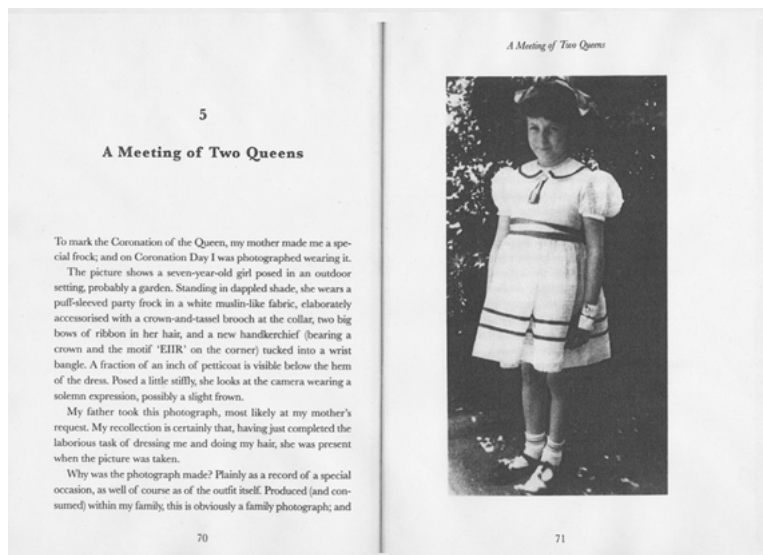 5
A Meeting of Two Queens
To mark the Coronation of the Queen, my mother made me a spe-
cial frock; and on Coronation Day I was photographed wearing it.
The picture shows a seven-year-old girl posed in an outdoor
setting, probably a garden. Standing in dappled shade, she wears a
puff-sleeved party frock in a white muslin-like fabric, elaborately
accessorised with a crown-and-tassel brooch at the collar, two big
bows of ribbon in her hair, and a new handkerchief (bearing a
crown and the motif ‘EIIR’ on the corner) tucked into a wrist
bangle. A fraction of an inch of petticoat is visible below the hem
of the dress. Posed a little stiffly, she looks at the camera wearing a
solemn expression, possibly a slight frown.
My father took this photograph, most likely at my mother’s
request. My recollection is certainly that, having just completed the
laborious task of dressing me and doing my hair, she was present
when the picture was taken.
Why was the photograph made? Plainly as a record of a special
occasion, as well of course as of the outfit itself. Produced (and con-
sumed) within my family, this is obviously a family photograph; and
70
A Meeting of Two Queens
71